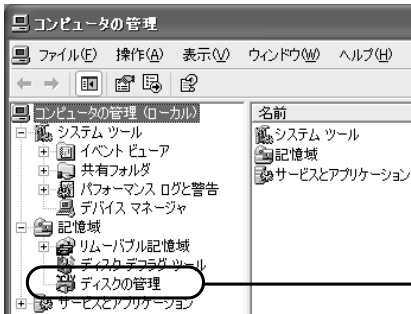 コンピュータの管理
ファイル(F) 操作(A) 表示(V) ウィンドウ(W) ヘルプ(H)
コンピュータの管理 (ローカル)
システム ツール
イベント ビューア
共有フォルダ
パフォーマンス ログと警告
デバイス マネージャ
記憶域
リムーバブル記憶域
ディスク デフラグ ツール
ディスクの管理
サービスとアプリケーション
名前
システム ツール
記憶域
サービスとアプリケーション